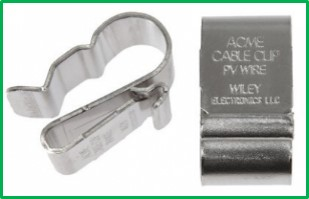 ACME
CABLE CLIP
PV WIRE
WILEY
ELECTRONICS LLC